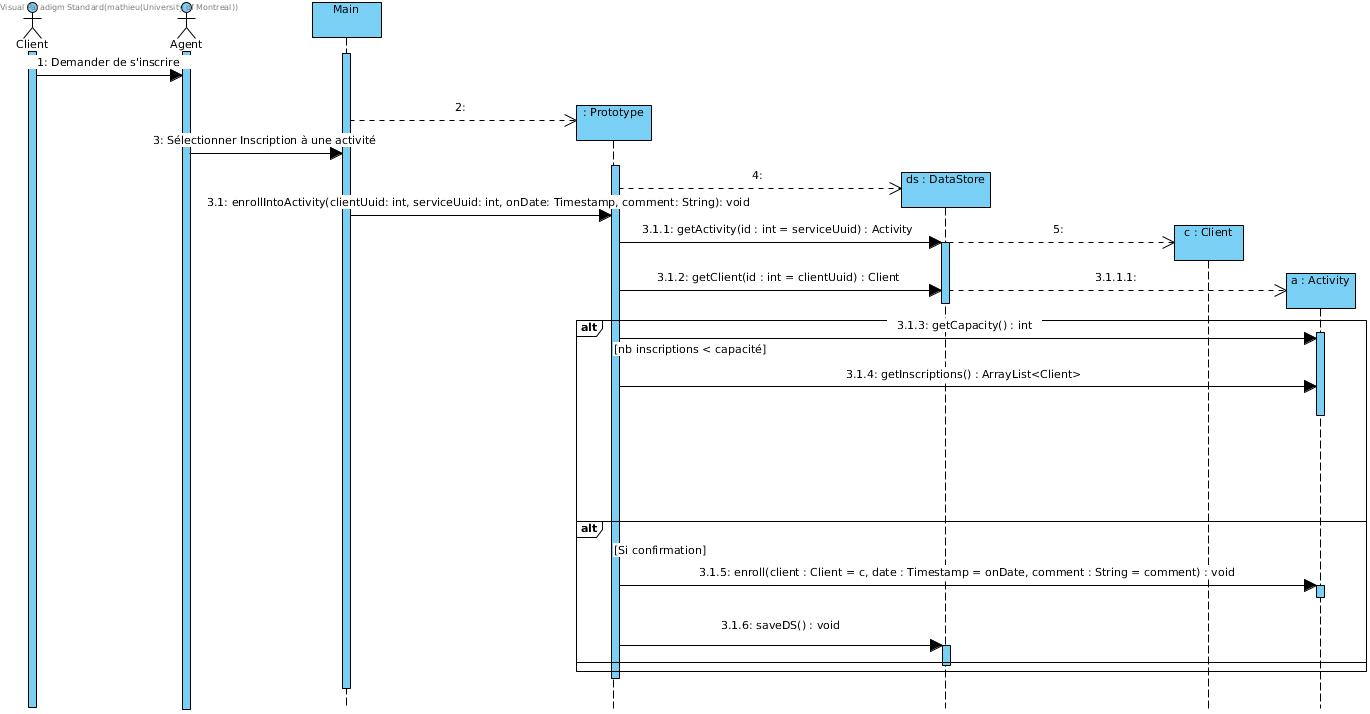 Visual Paradigm Standard(mathieu(University of Montreal))
Main
Client
Agent
1: Demander de s'inscrire
2:
: Prototype
3: Sélectionner Inscription à une activité
4:
ds : DataStore
3.1: enrollIntoActivity(clientUuid: int, serviceUuid: int, onDate: Timestamp, comment: String): void
3.1.1: getActivity(id : int = serviceUuid) : Activity
5:
c : Client
3.1.2: getClient(id : int = clientUuid) : Client
3.1.1.1:
a : Activity
alt
3.1.3: getCapacity() : int
[nb inscriptions < capacité]
3.1.4: getInscriptions() : ArrayList<Client>
alt
[Si confirmation]
3.1.5: enroll(client : Client = c, date : Timestamp = onDate, comment : String = comment) : void
3.1.6: saveDS() : void